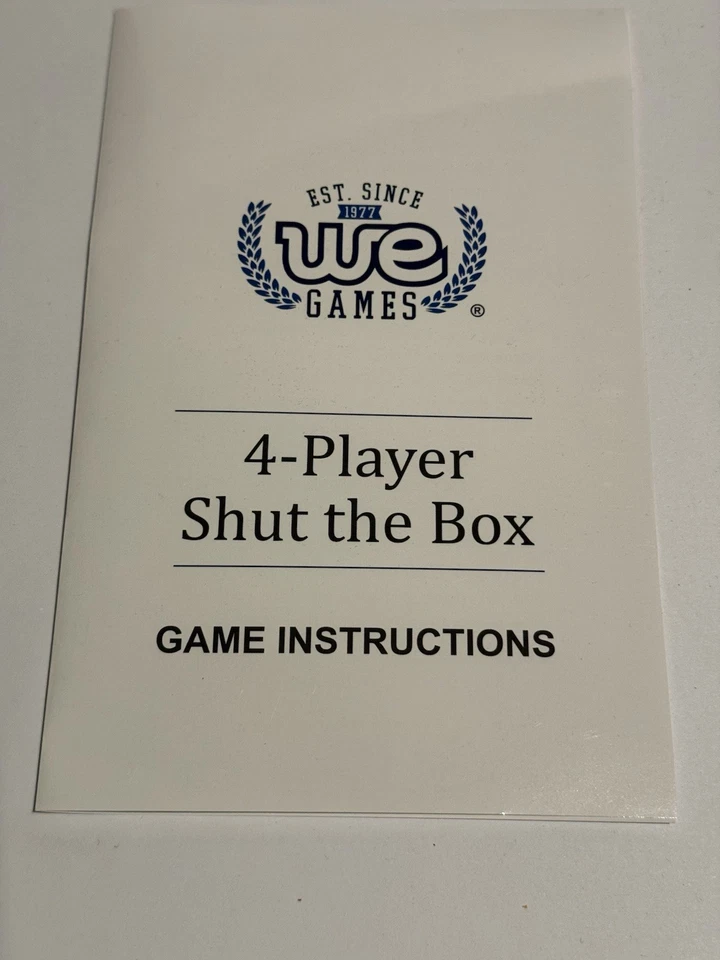 EST. SINCE
1977
we
GAMES ®
4-Player
Shut the Box
GAME INSTRUCTIONS